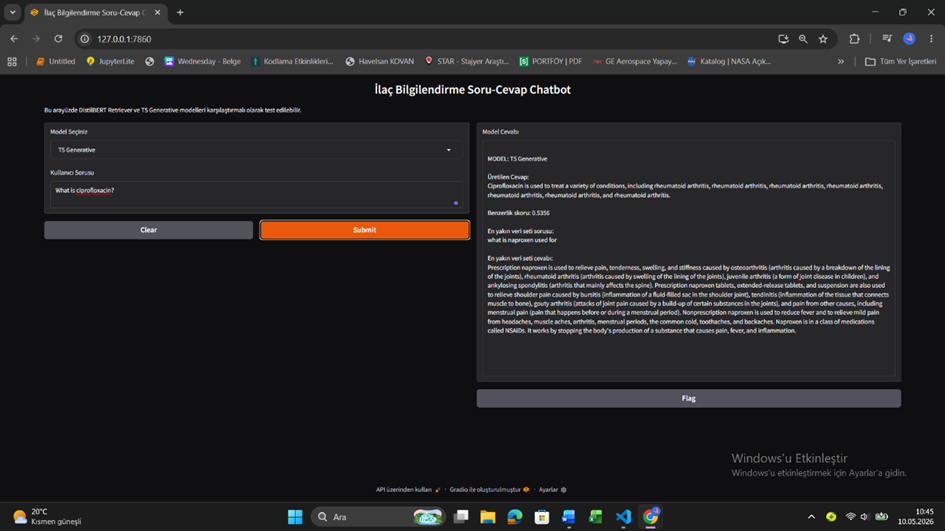 İlaç Bilgilendirme Soru-Cevap C
127.0.0.1:7860
Untitled
JupyterLite
Wednesday - Belge
Kodlama Etkinlikleri...
Havelsan KOVAN
STAR - Stajyer Araştı...
PORTFÖY | PDF
GE Aerospace Yapay...
Katalog | NASA Açık...
»
Tüm Yer İşaretleri
İlaç Bilgilendirme Soru-Cevap Chatbot
Bu arayüzde DistilBERT Retriever ve T5 Generative modelleri karşılaştırmalı olarak test edilebilir.
Model Seçiniz
T5 Generative
Kullanıcı Sorusu
What is ciprofloxacin?
Clear
Submit
Model Cevabı
MODEL: T5 Generative
Üretilen Cevap:
Ciprofloxacin is used to treat a variety of conditions, including rheumatoid arthritis, rheumatoid arthritis, rheumatoid arthritis, rheumatoid arthritis,
rheumatoid arthritis, rheumatoid arthritis, and rheumatoid arthritis.
Benzerlik skoru: 0.5356
En yakın veri seti sorusu:
what is naproxen used for
En yakın veri seti cevabı:
Prescription naproxen is used to relieve pain, tenderness, swelling, and stiffness caused by osteoarthritis (arthritis caused by a breakdown of the lining
of the joints), rheumatoid arthritis (arthritis caused by swelling of the lining of the joints), juvenile arthritis (a form of joint disease in children), and
ankylosing spondylitis (arthritis that mainly affects the spine). Prescription naproxen tablets, extended-release tablets, and suspension are also used
to relieve shoulder pain caused by bursitis (inflammation of a fluid-filled sac in the shoulder joint), tendinitis (inflammation of the tissue that connects
muscle to bone), gouty arthritis (attacks of joint pain caused by a build-up of certain substances in the joints), and pain from other causes, including
menstrual pain (pain that happens before or during a menstrual period). Nonprescription naproxen is used to reduce fever and to relieve mild pain
from headaches, muscle aches, arthritis, menstrual periods, the common cold, toothaches, and backaches. Naproxen is in a class of medications
called NSAIDs. It works by stopping the body's production of a substance that causes pain, fever, and inflammation.
Flag
Windows'u Etkinleştir
Windows'u etkinleştirmek için Ayarlar'a gidin.
API üzerinden kullan · Gradio ile oluşturulmuştur · Ayarlar
20°C
Kısmen güneşli
Ara
10:45
10.05.2026